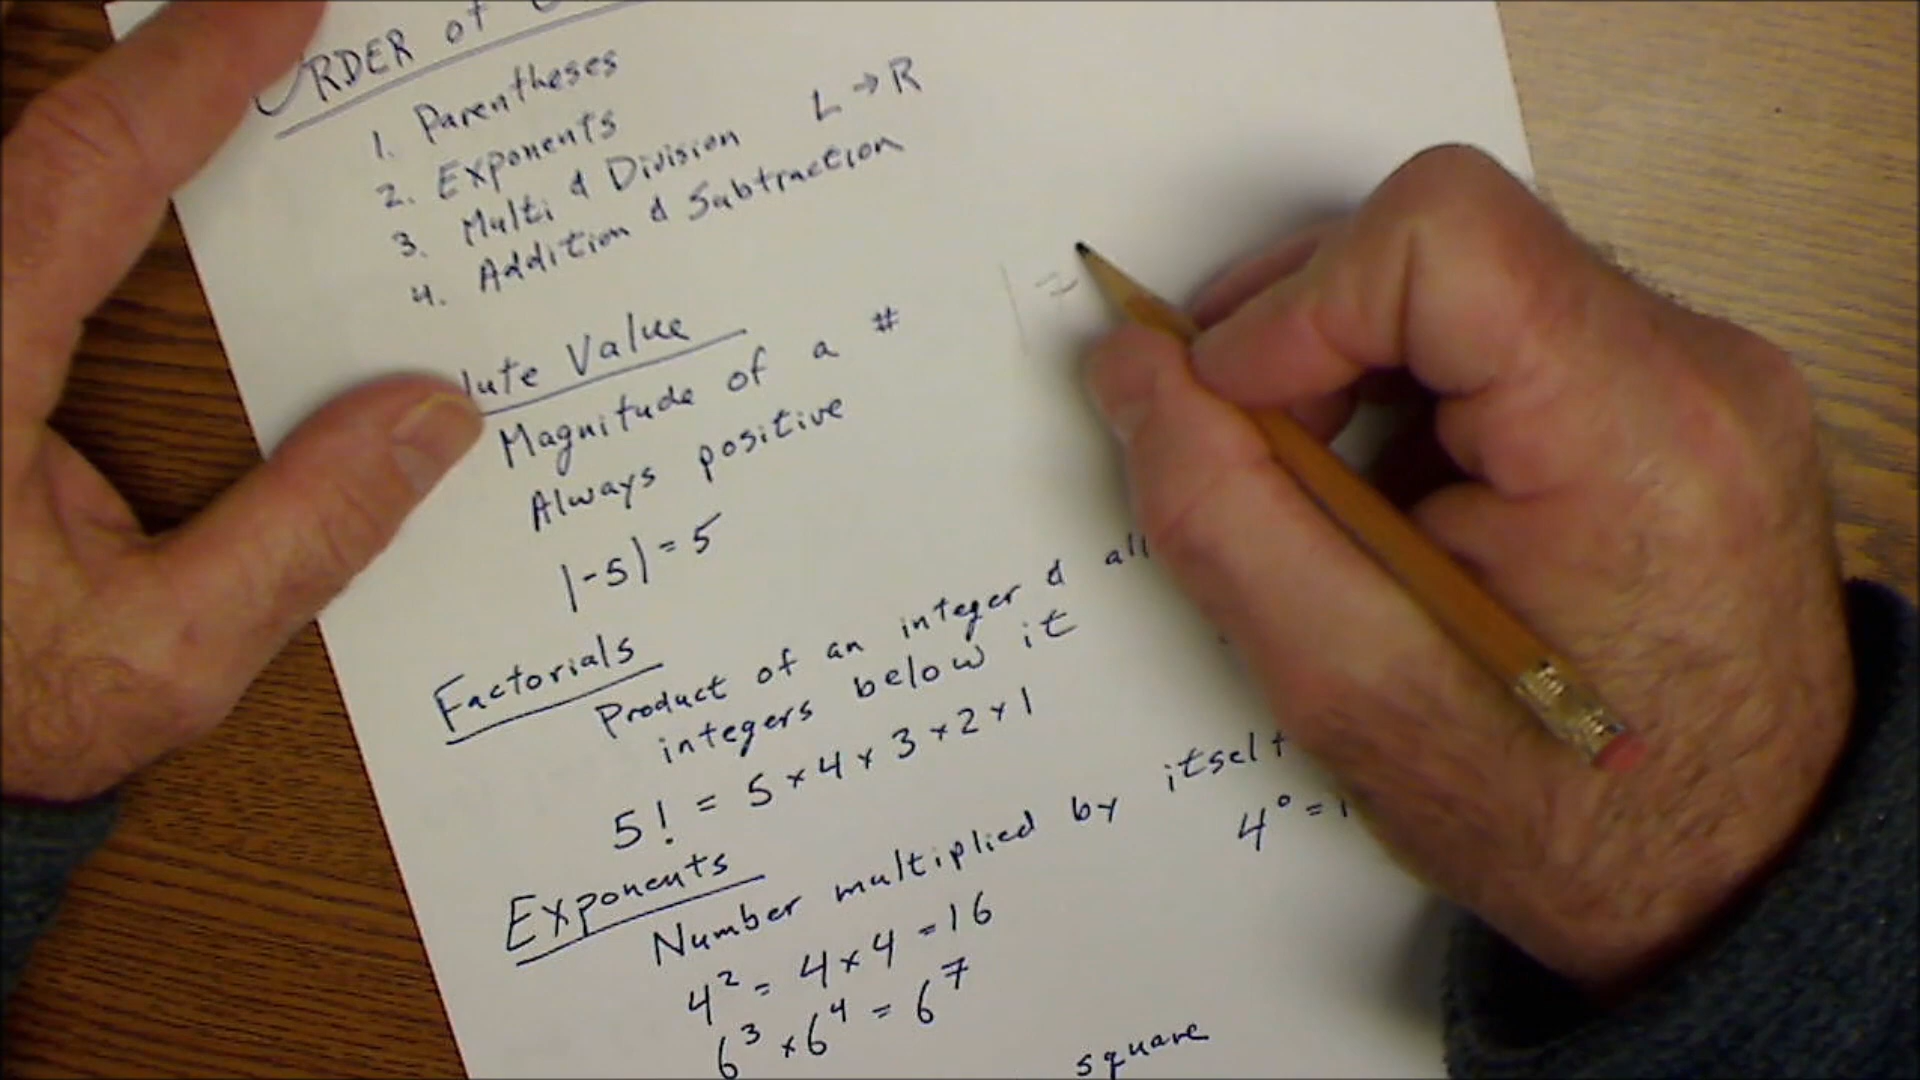 ORDER of
1. Parentheses
2. Exponents
3. Multi & Division L → R
4. Addition & Subtraction
lute Value
Magnitude of a #
Always positive
|-5| = 5
Factorials
Product of an integer & all
integers below it
5! = 5 × 4 × 3 × 2 × 1
Exponents
Number multiplied by itself
4² = 4 × 4 = 16
4⁰ = 1
6³ × 6⁴ = 6⁷
square